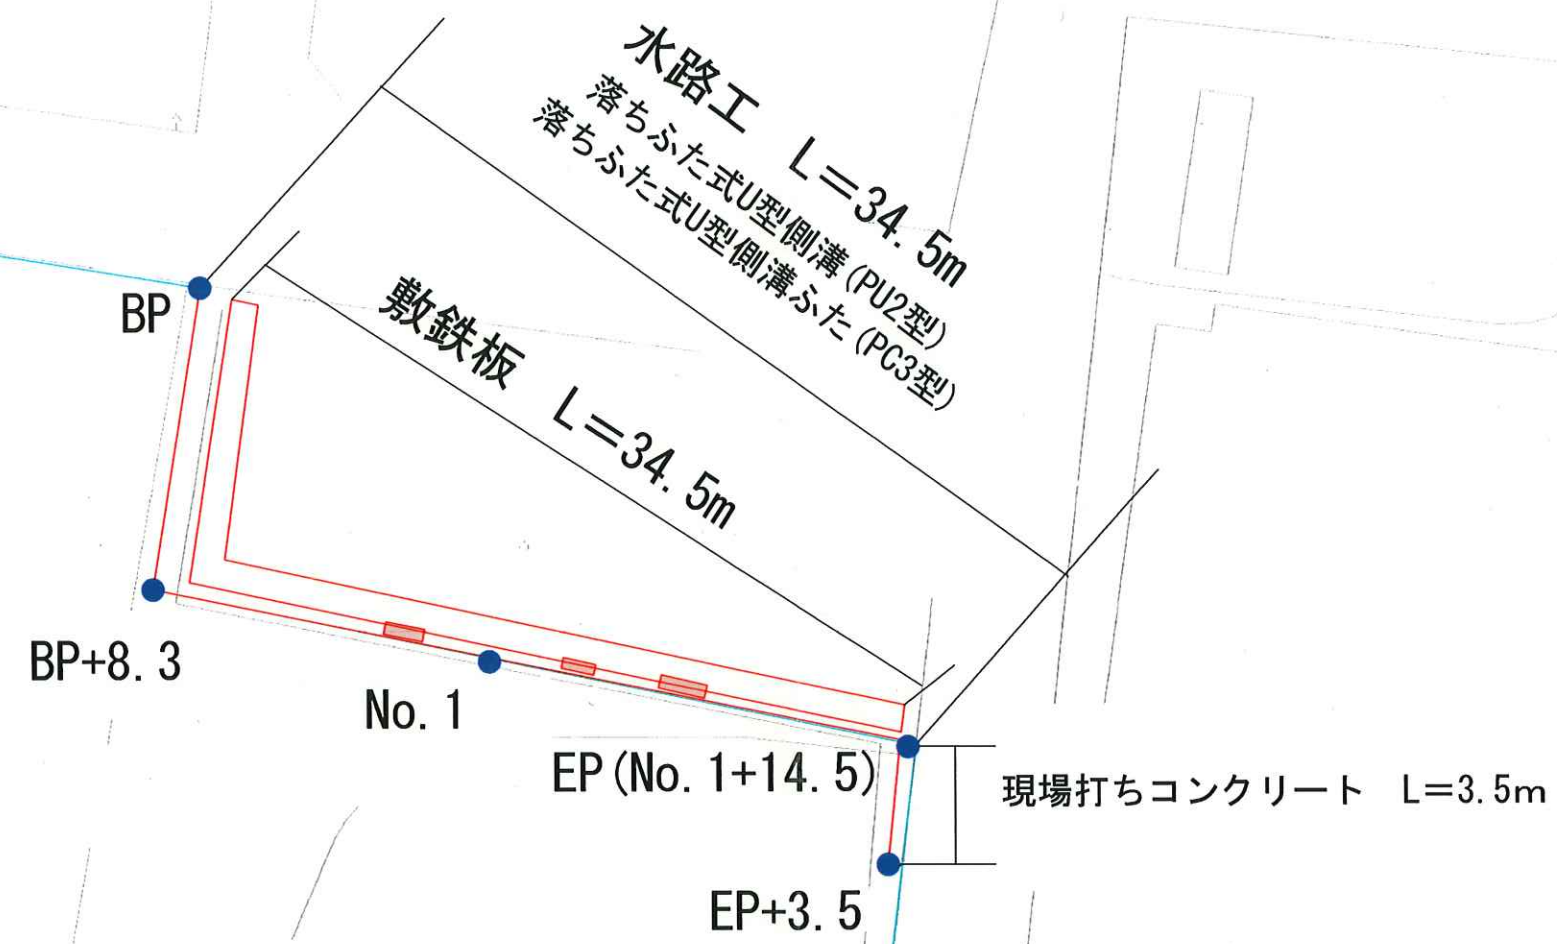 水路工　L＝34.5m
落ちふた式U型側溝(PU2型)
落ちふた式U型側溝ふた(PC3型)
敷鉄板　L＝34.5m
BP
BP+8.3
No.1
EP(No.1+14.5)
現場打ちコンクリート　L＝3.5m
EP+3.5